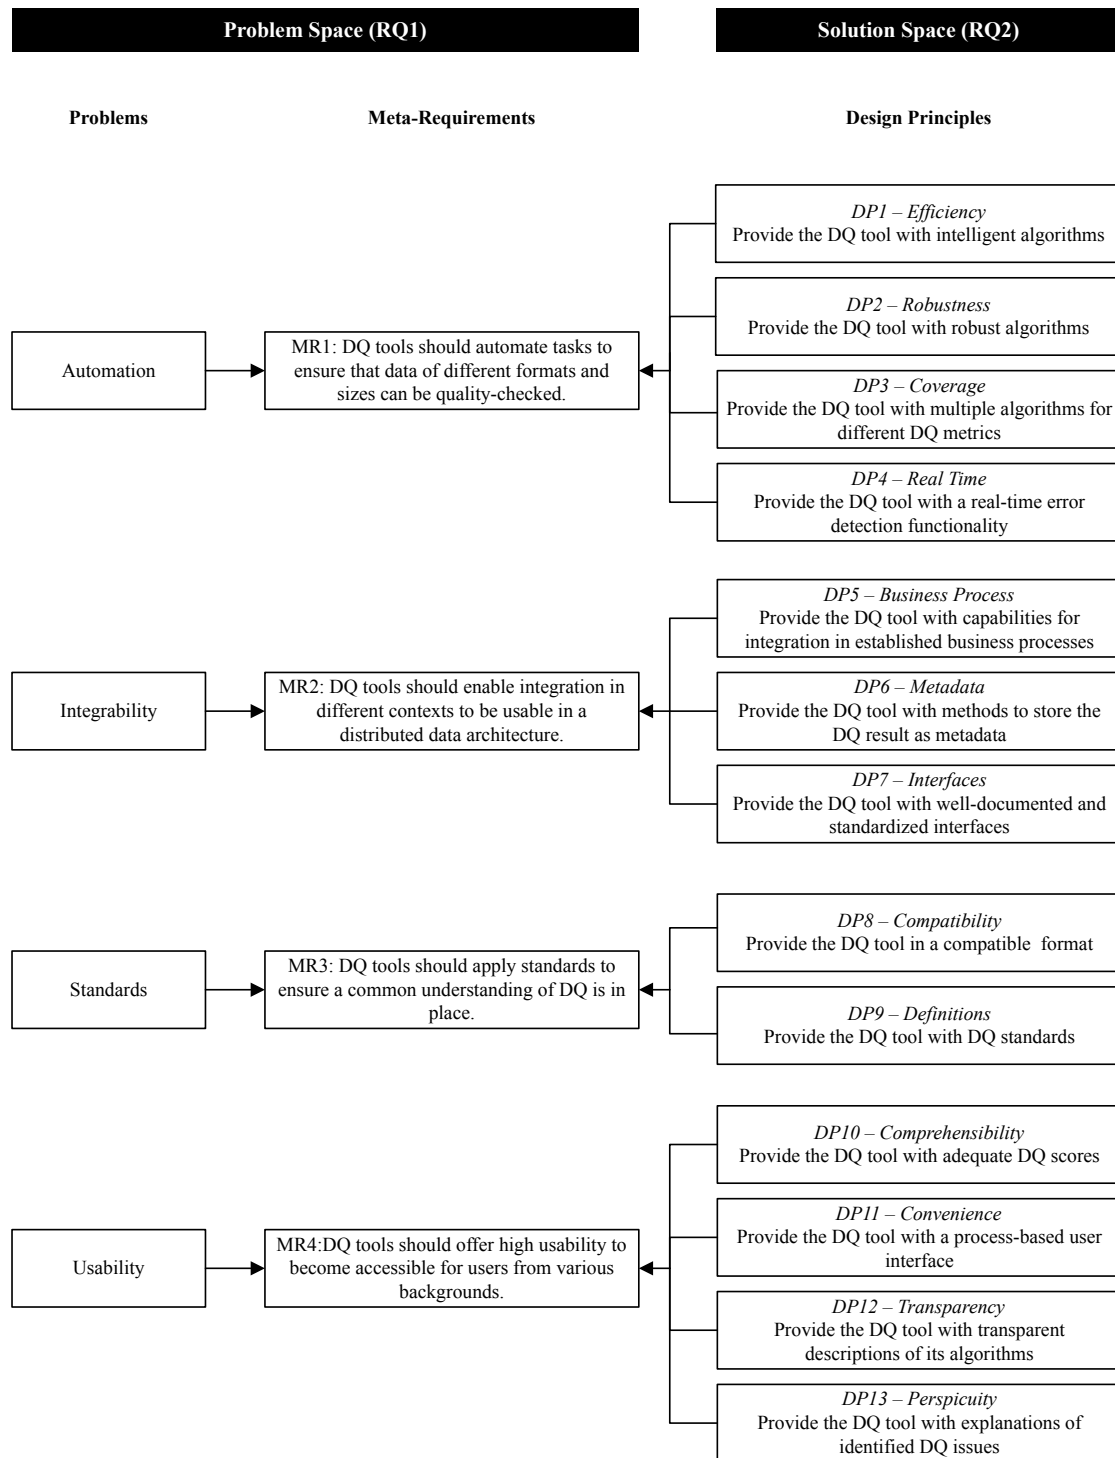 Problem Space (RQ1)
Solution Space (RQ2)
Problems
Meta-Requirements
Design Principles
Automation
MR1: DQ tools should automate tasks to
ensure that data of different formats and
sizes can be quality-checked.
DP1 – Efficiency
Provide the DQ tool with intelligent algorithms
DP2 – Robustness
Provide the DQ tool with robust algorithms
DP3 – Coverage
Provide the DQ tool with multiple algorithms for
different DQ metrics
DP4 – Real Time
Provide the DQ tool with a real-time error
detection functionality
Integrability
MR2: DQ tools should enable integration in
different contexts to be usable in a
distributed data architecture.
DP5 – Business Process
Provide the DQ tool with capabilities for
integration in established business processes
DP6 – Metadata
Provide the DQ tool with methods to store the
DQ result as metadata
DP7 – Interfaces
Provide the DQ tool with well-documented and
standardized interfaces
Standards
MR3: DQ tools should apply standards to
ensure a common understanding of DQ is in
place.
DP8 – Compatibility
Provide the DQ tool in a compatible format
DP9 – Definitions
Provide the DQ tool with DQ standards
Usability
MR4:DQ tools should offer high usability to
become accessible for users from various
backgrounds.
DP10 – Comprehensibility
Provide the DQ tool with adequate DQ scores
DP11 – Convenience
Provide the DQ tool with a process-based user
interface
DP12 – Transparency
Provide the DQ tool with transparent
descriptions of its algorithms
DP13 – Perspicuity
Provide the DQ tool with explanations of
identified DQ issues